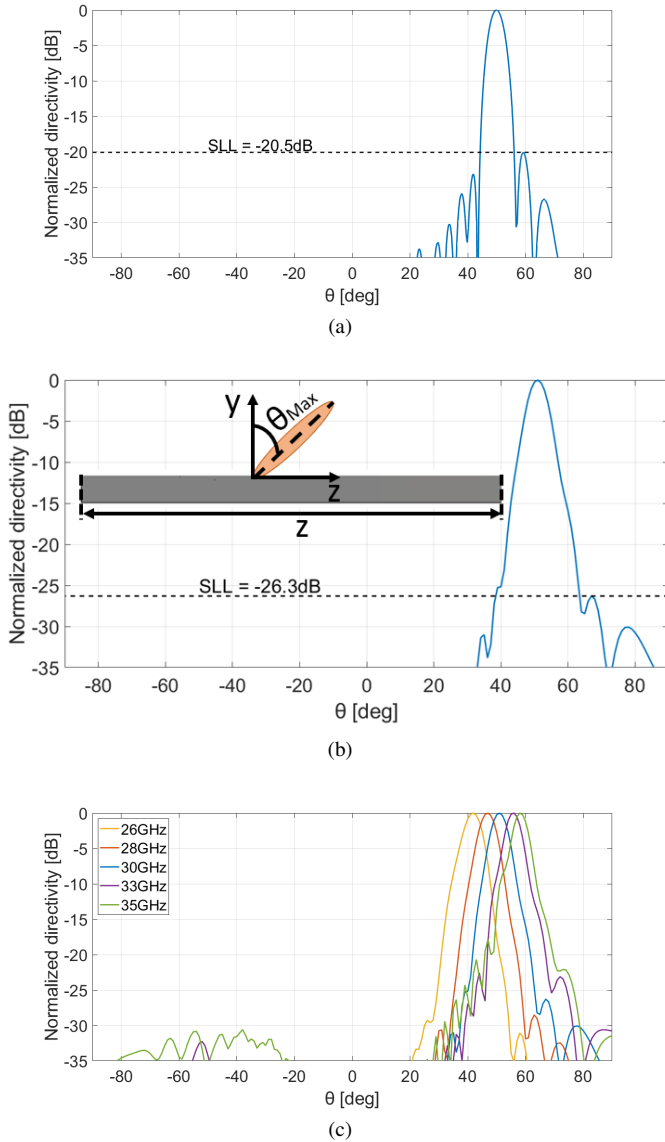 0
-5
-10
-15
-20
-25
-30
-35
Normalized directivity [dB]
SLL = -20.5dB
-80 -60 -40 -20 0 20 40 60 80
θ [deg]
(a)
0
-5
-10
-15
-20
-25
-30
-35
Normalized directivity [dB]
y
θMax
z
z
SLL = -26.3dB
-80 -60 -40 -20 0 20 40 60 80
θ [deg]
(b)
0
-5
-10
-15
-20
-25
-30
-35
Normalized directivity [dB]
26GHz
28GHz
30GHz
33GHz
35GHz
-80 -60 -40 -20 0 20 40 60 80
θ [deg]
(c)